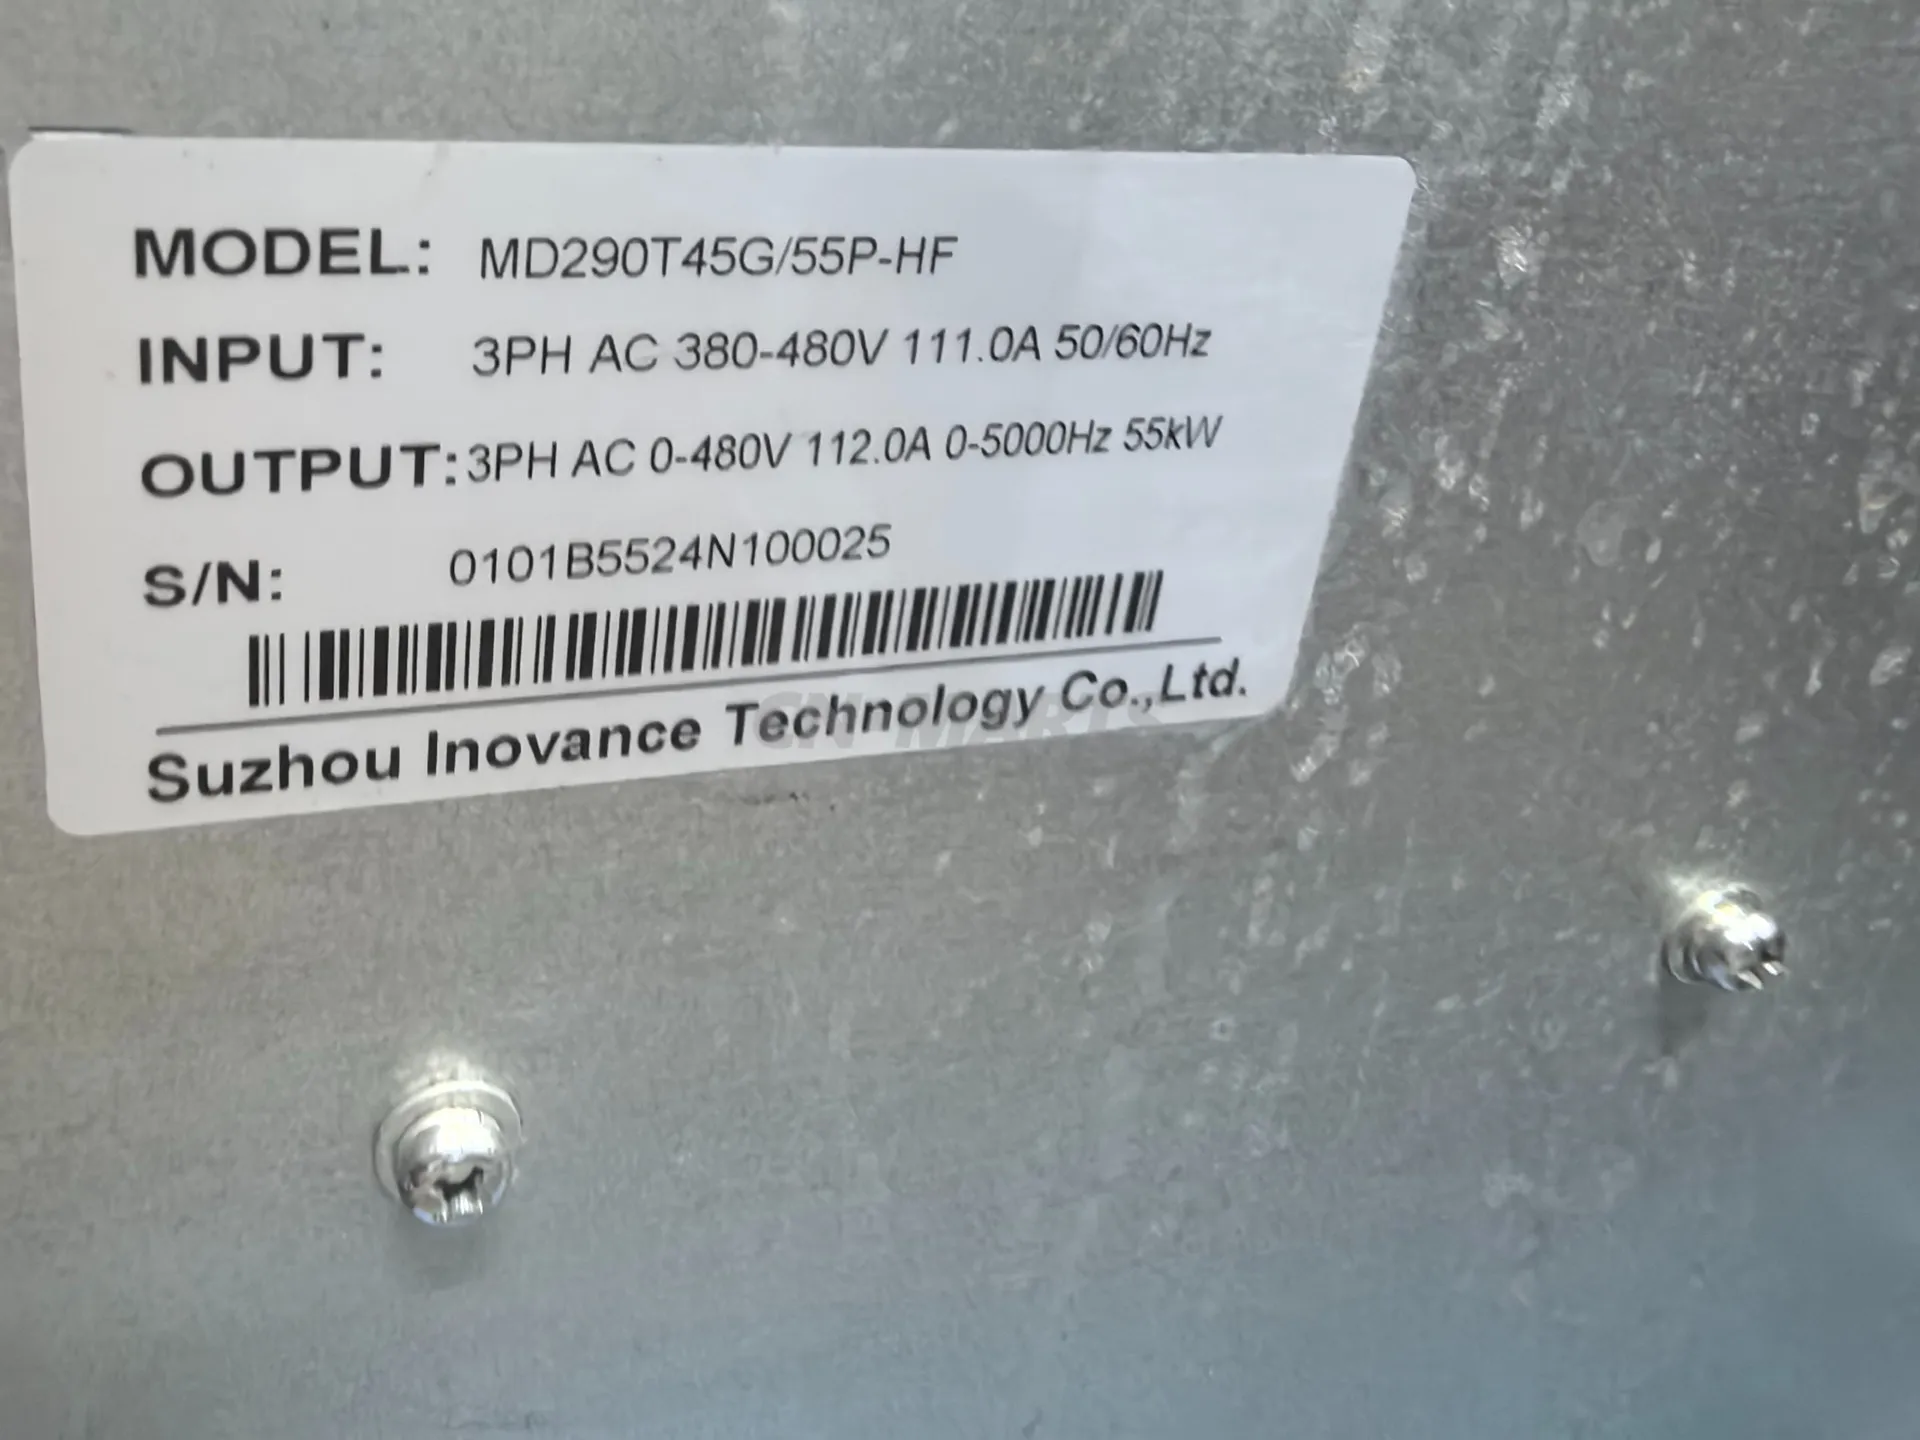 MODEL: MD290T45G/55P-HF
INPUT: 3PH AC 380-480V 111.0A 50/60Hz
OUTPUT: 3PH AC 0-480V 112.0A 0-5000Hz 55kW
S/N: 0101B5524N100025
Suzhou Inovance Technology Co.,Ltd.